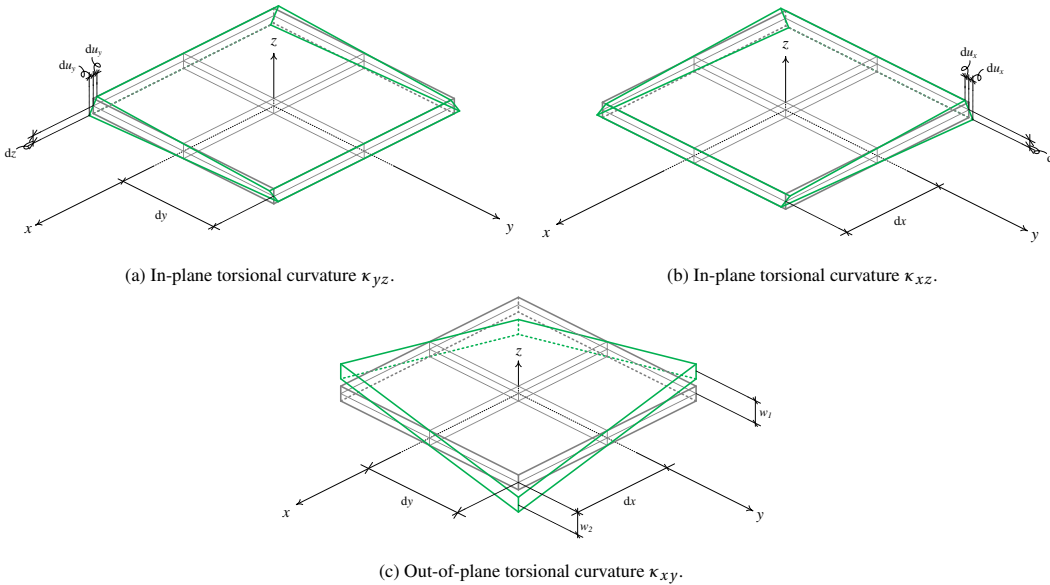 z
z
du_y
du_y
du_x
du_x
dz
d
dy
dx
x
y
x
y
(a) In-plane torsional curvature κ_yz.
(b) In-plane torsional curvature κ_xz.
z
w_1
dy
dx
x
w_2
y
(c) Out-of-plane torsional curvature κ_xy.